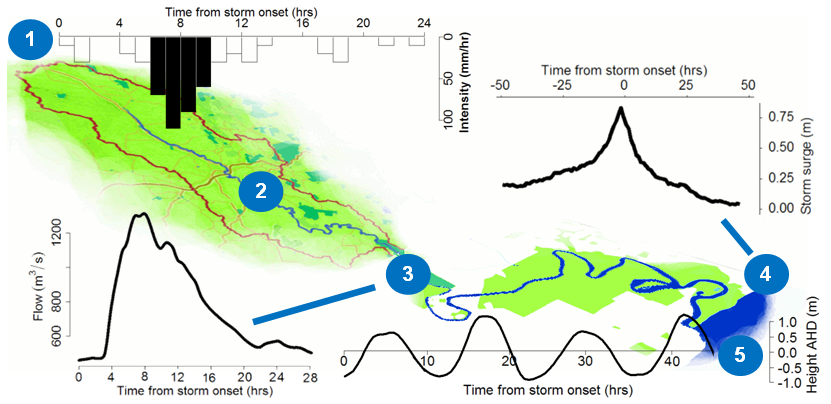 Time from storm onset (hrs)
0 4 8 12 16 20 24
1
0
50
100
Intensity (mm/hr)
Time from storm onset (hrs)
-50 -25 0 25 50
0.75
0.50
0.25
0.00
Storm surge (m)
2
3
4
5
1200
800
600
Flow (m³/s)
0 4 8 12 16 20 24 28
Time from storm onset (hrs)
0 10 20 30 40
Time from storm onset (hrs)
1.0
0.5
0.0
-0.5
-1.0
Height AHD (m)